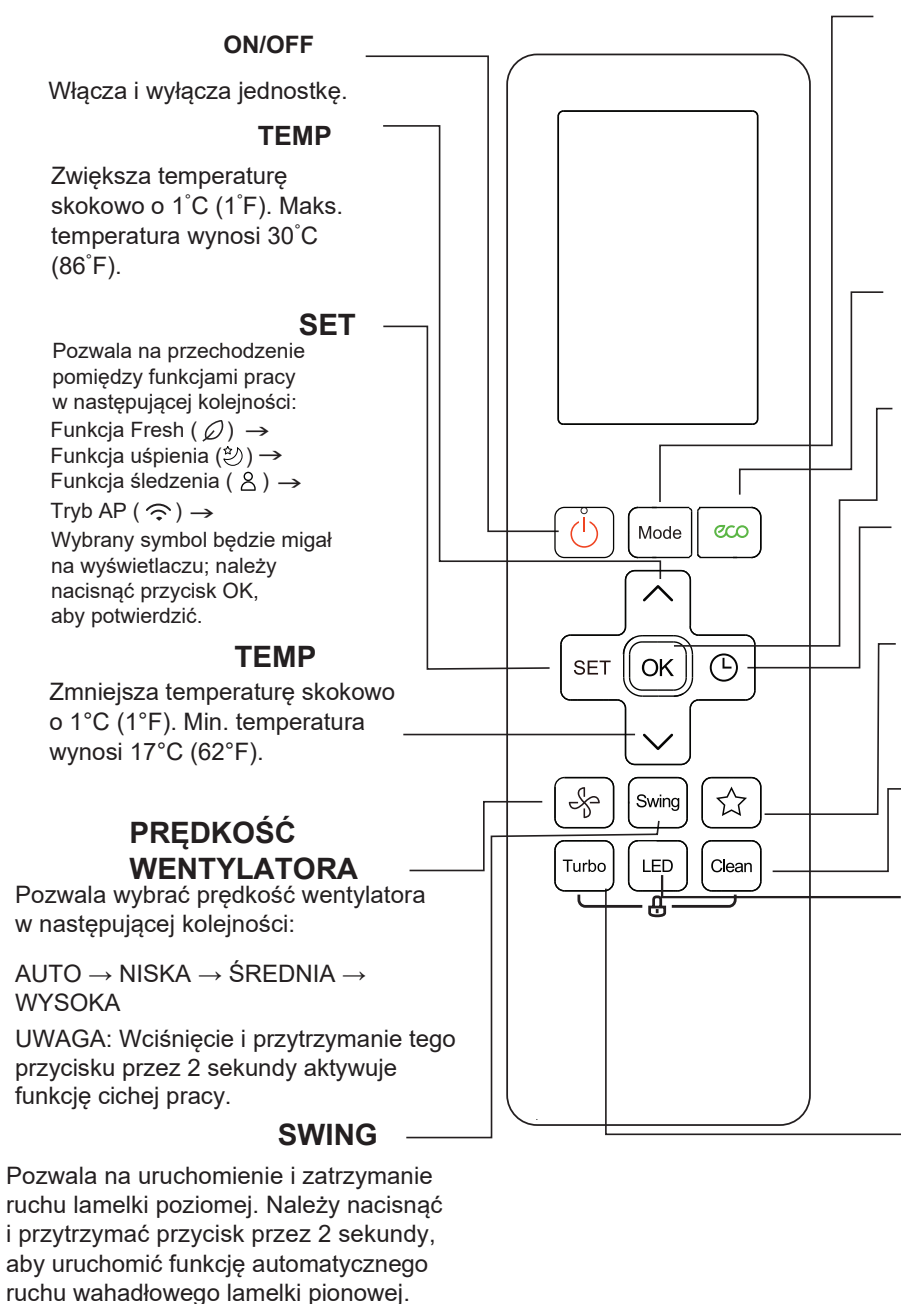 ON/OFF
Włącza i wyłącza jednostkę.
TEMP
Zwiększa temperaturę
skokowo o 1°C (1°F). Maks.
temperatura wynosi 30°C
(86°F).
SET
Pozwala na przechodzenie
pomiędzy funkcjami pracy
w następującej kolejności:
Funkcja Fresh ( ) →
Funkcja uśpienia ( ) →
Funkcja śledzenia ( ) →
Tryb AP ( ) →
Wybrany symbol będzie migał
na wyświetlaczu; należy
nacisnąć przycisk OK,
aby potwierdzić.
TEMP
Zmniejsza temperaturę skokowo
o 1°C (1°F). Min. temperatura
wynosi 17°C (62°F).
PRĘDKOŚĆ
WENTYLATORA
Pozwala wybrać prędkość wentylatora
w następującej kolejności:
AUTO → NISKA → ŚREDNIA →
WYSOKA
UWAGA: Wciśnięcie i przytrzymanie tego
przycisku przez 2 sekundy aktywuje
funkcję cichej pracy.
SWING
Pozwala na uruchomienie i zatrzymanie
ruchu lamelki poziomej. Należy nacisnąć
i przytrzymać przycisk przez 2 sekundy,
aby uruchomić funkcję automatycznego
ruchu wahadłowego lamelki pionowej.
Mode
eco
SET
OK
Swing
Turbo
LED
Clean